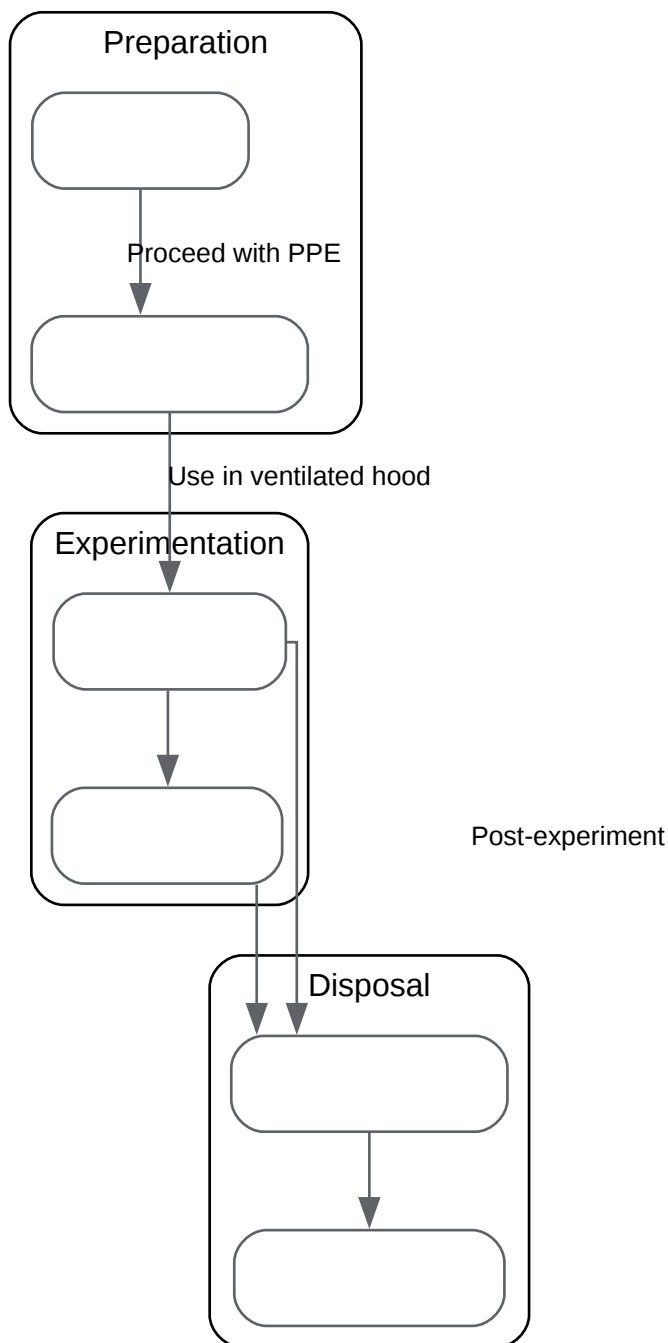 Preparation
Proceed with PPE
Use in ventilated hood
Experimentation
Post-experiment
Disposal